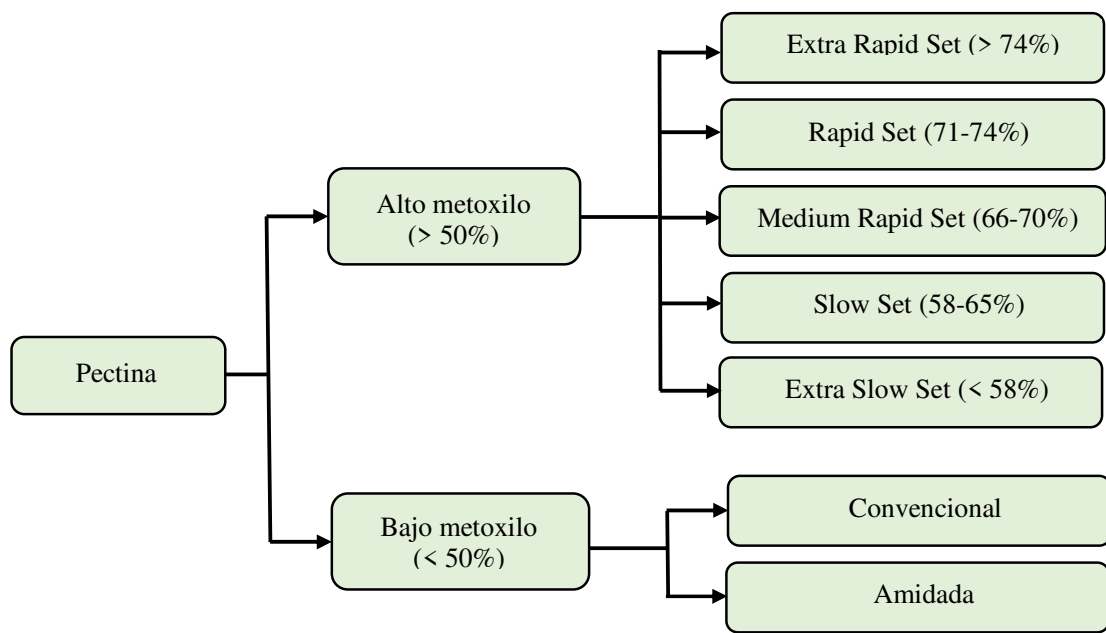 Extra Rapid Set (> 74%)
Rapid Set (71-74%)
Alto metoxilo
(> 50%)
Medium Rapid Set (66-70%)
Slow Set (58-65%)
Pectina
Extra Slow Set (< 58%)
Bajo metoxilo
(< 50%)
Convencional
Amidada